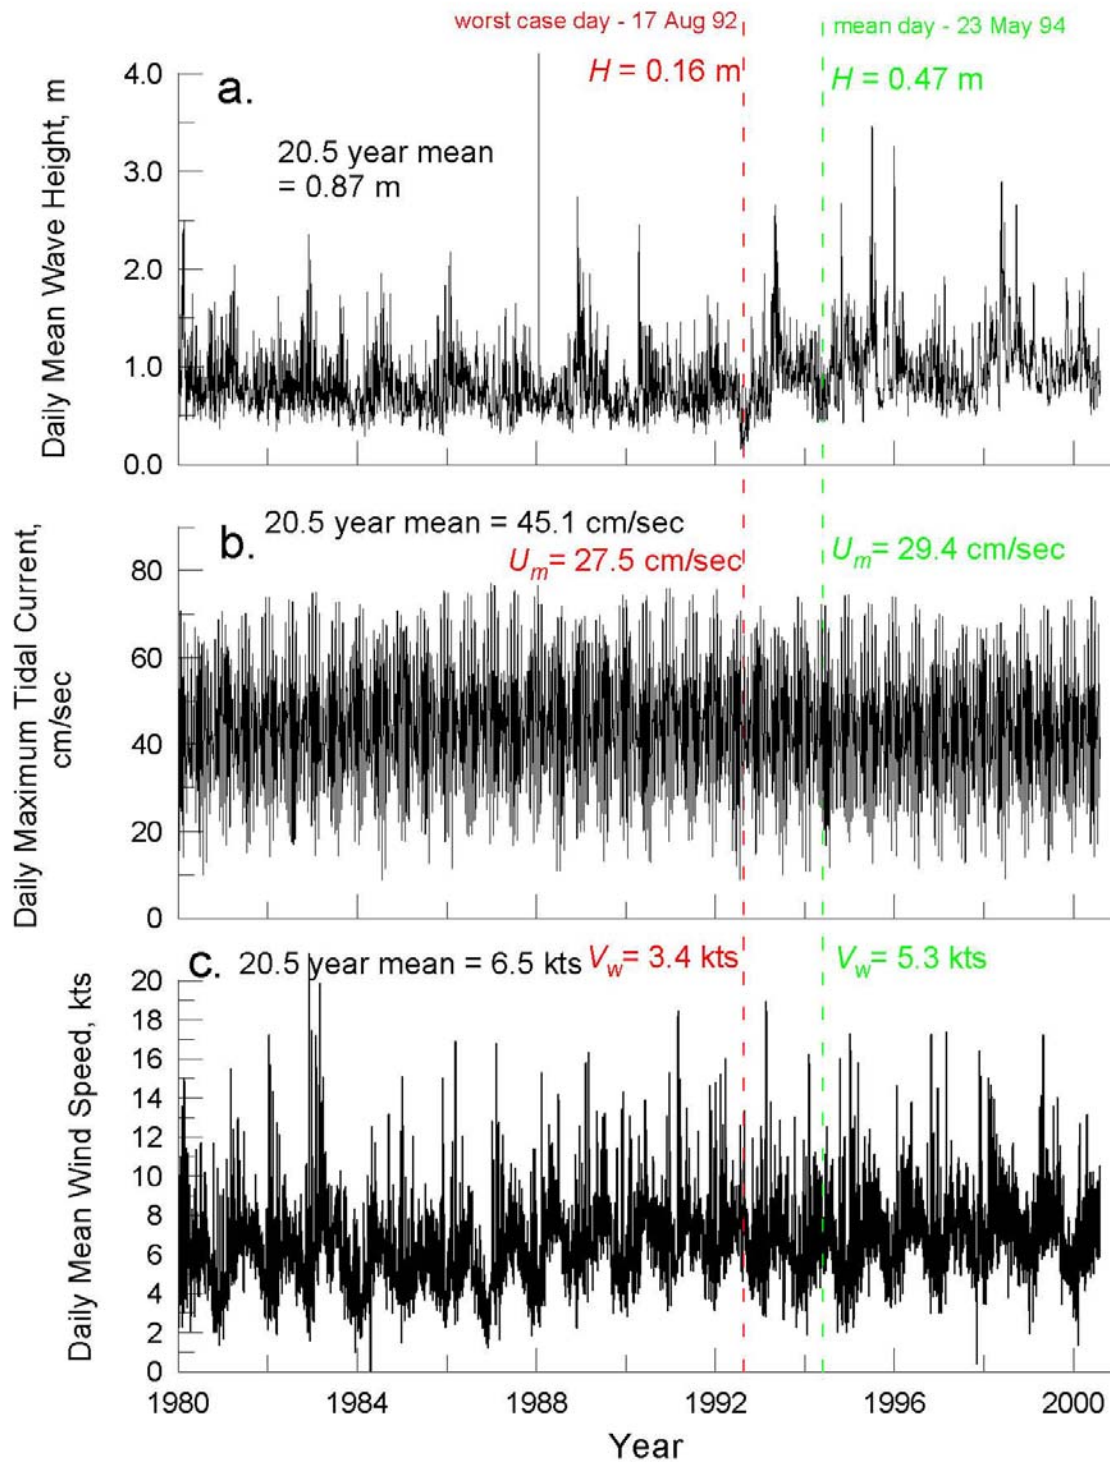 worst case day - 17 Aug 92
mean day - 23 May 94
H = 0.16 m
H = 0.47 m
a.
20.5 year mean
= 0.87 m
Daily Mean Wave Height, m
4.0
3.0
2.0
1.0
0.0
b.
20.5 year mean = 45.1 cm/sec
Um= 27.5 cm/sec
Um= 29.4 cm/sec
Daily Maximum Tidal Current,
cm/sec
80
60
40
20
0
c.
20.5 year mean = 6.5 kts
Vw= 3.4 kts
Vw= 5.3 kts
Daily Mean Wind Speed, kts
20
18
16
14
12
10
8
6
4
2
0
1980 1984 1988 1992 1996 2000
Year